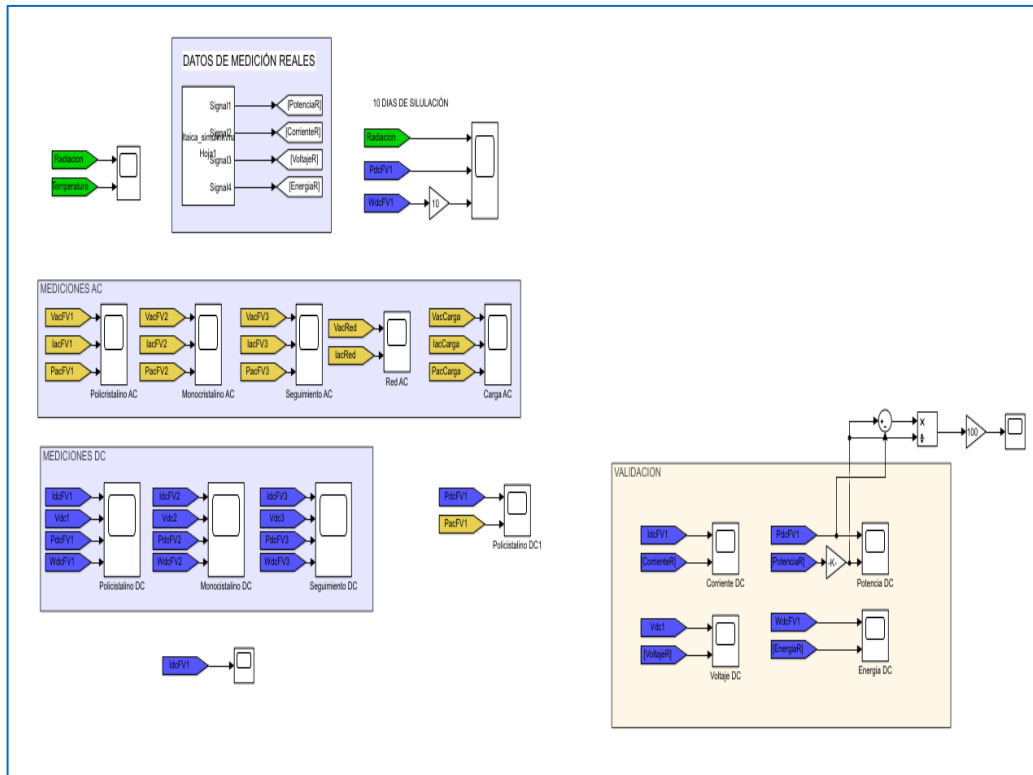 DATOS DE MEDICIÓN REALES
Signal1
[PotenciaR]
Signal2
[CorrienteR]
Hoja1
Signal3
[VoltajeR]
Signal4
[EnergiaR]
Radiacion
Temperatura
10 DIAS DE SILULACIÓN
Radiacion
PdcFV1
WdcFV1
10
MEDICIONES AC
VacFV1
IacFV1
PacFV1
Policristalino AC
VacFV2
IacFV2
PacFV2
Monocristalino AC
VacFV3
IacFV3
PacFV3
Seguimiento AC
VacRed
IacRed
Red AC
VacCarga
IacCarga
PacCarga
Carga AC
MEDICIONES DC
IdcFV1
Vdc1
PdcFV1
WdcFV1
Policistalino DC
IdcFV2
Vdc2
PdcFV2
WdcFV2
Monocistalino DC
IdcFV3
Vdc3
PdcFV3
WdcFV3
Seguimiento DC
PdcFV1
PacFV1
Policistalino DC1
IdcFV1
100
VALIDACION
IdcFV1
[CorrienteR]
Corriente DC
PdcFV1
[PotenciaR]
-K-
Potencia DC
Vdc1
[VoltajeR]
Voltaje DC
WdcFV1
[EnergiaR]
Energia DC